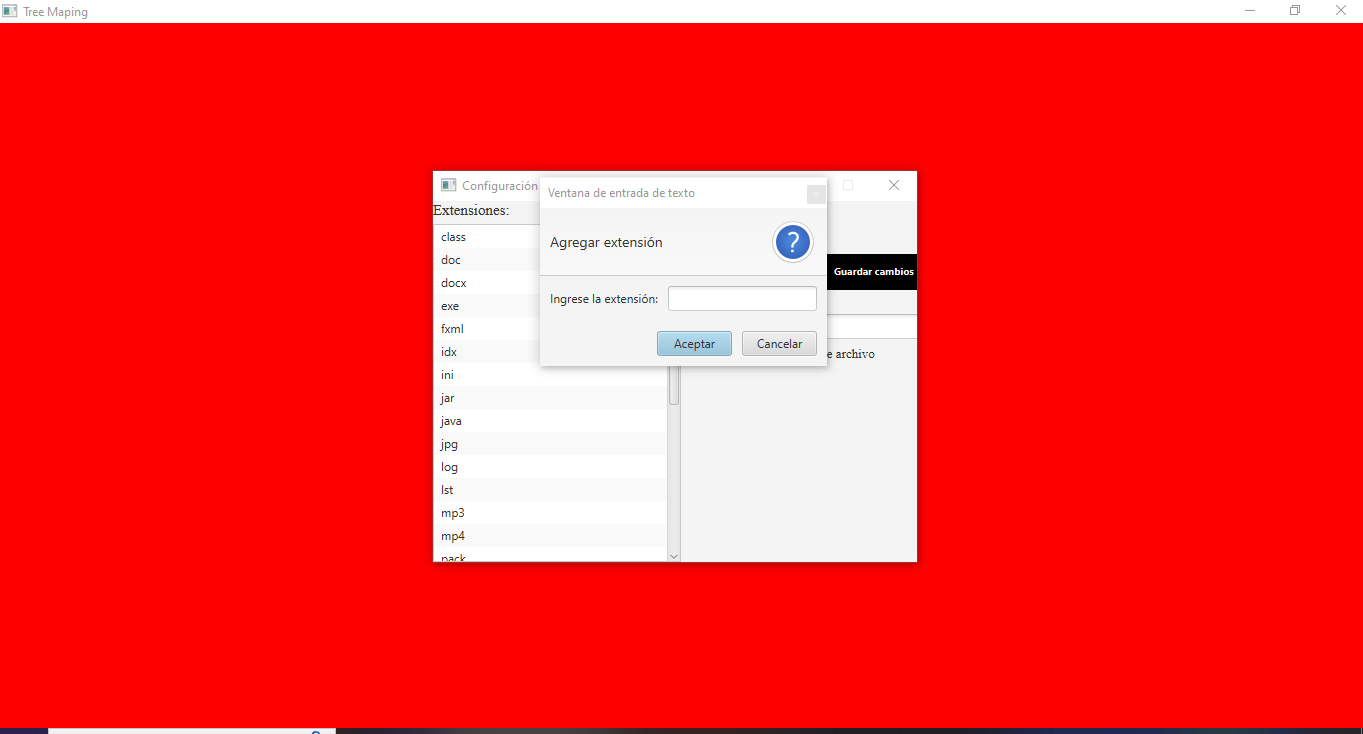 Tree Maping
Configuración
Ventana de entrada de texto
Extensiones:
Agregar extensión
?
Guardar cambios
Ingrese la extensión:
Aceptar
Cancelar
e archivo
class
doc
docx
exe
fxml
idx
ini
jar
java
jpg
log
lst
mp3
mp4
pack